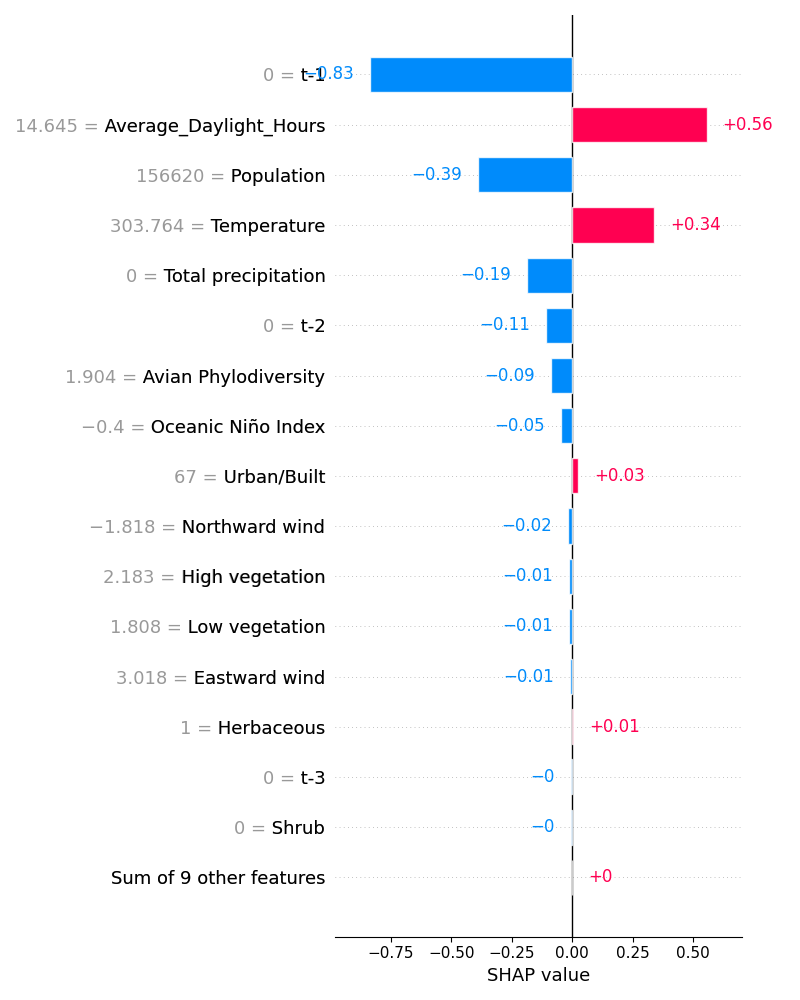 0 = t-1 −0.83
14.645 = Average_Daylight_Hours +0.56
156620 = Population −0.39
303.764 = Temperature +0.34
0 = Total precipitation −0.19
0 = t-2 −0.11
1.904 = Avian Phylodiversity −0.09
−0.4 = Oceanic Niño Index −0.05
67 = Urban/Built +0.03
−1.818 = Northward wind −0.02
2.183 = High vegetation −0.01
1.808 = Low vegetation −0.01
3.018 = Eastward wind −0.01
1 = Herbaceous +0.01
0 = t-3 −0
0 = Shrub −0
Sum of 9 other features +0
−0.75 −0.50 −0.25 0.00 0.25 0.50
SHAP value